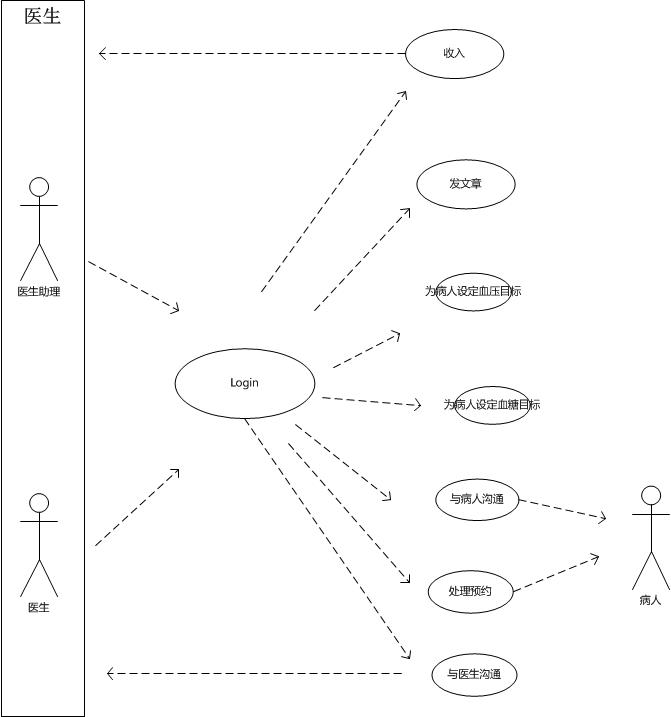 医生
收入
发文章
医生助理
为病人设定血压目标
Login
为病人设定血糖目标
与病人沟通
处理预约
医生
病人
与医生沟通